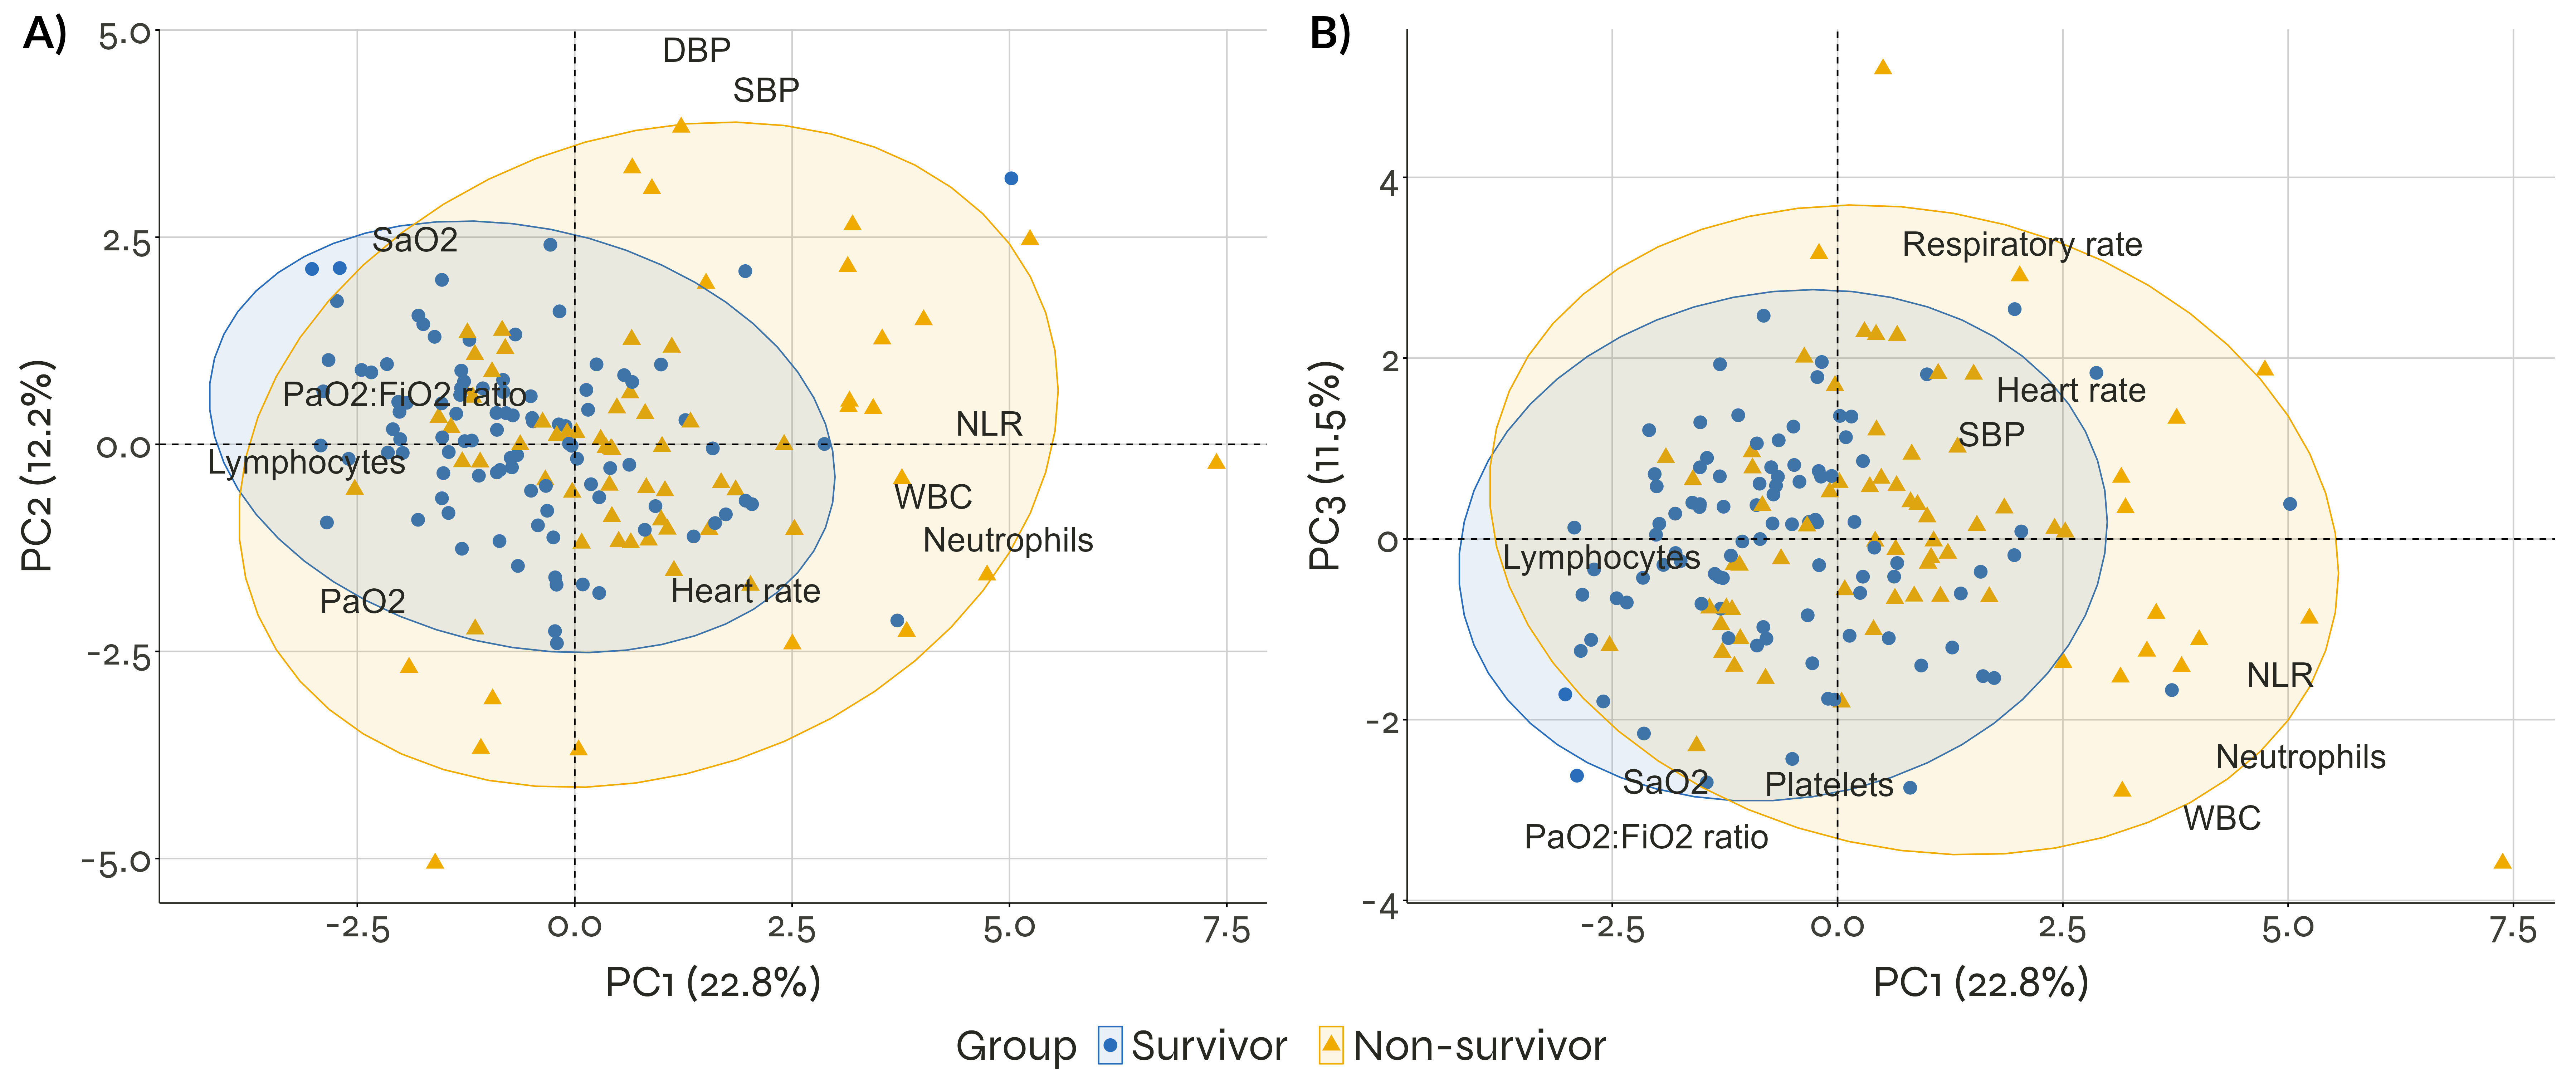 A)
5.0
2.5
0.0
−2.5
−5.0
PC2 (12.2%)
DBP
SBP
SaO2
PaO2:FiO2 ratio
NLR
Lymphocytes
WBC
Neutrophils
PaO2
Heart rate
−2.5 0.0 2.5 5.0 7.5
PC1 (22.8%)
B)
4
2
0
−2
−4
PC3 (11.5%)
Respiratory rate
Heart rate
SBP
Lymphocytes
NLR
Neutrophils
SaO2
Platelets
WBC
PaO2:FiO2 ratio
−2.5 0.0 2.5 5.0 7.5
PC1 (22.8%)
Group Survivor Non-survivor